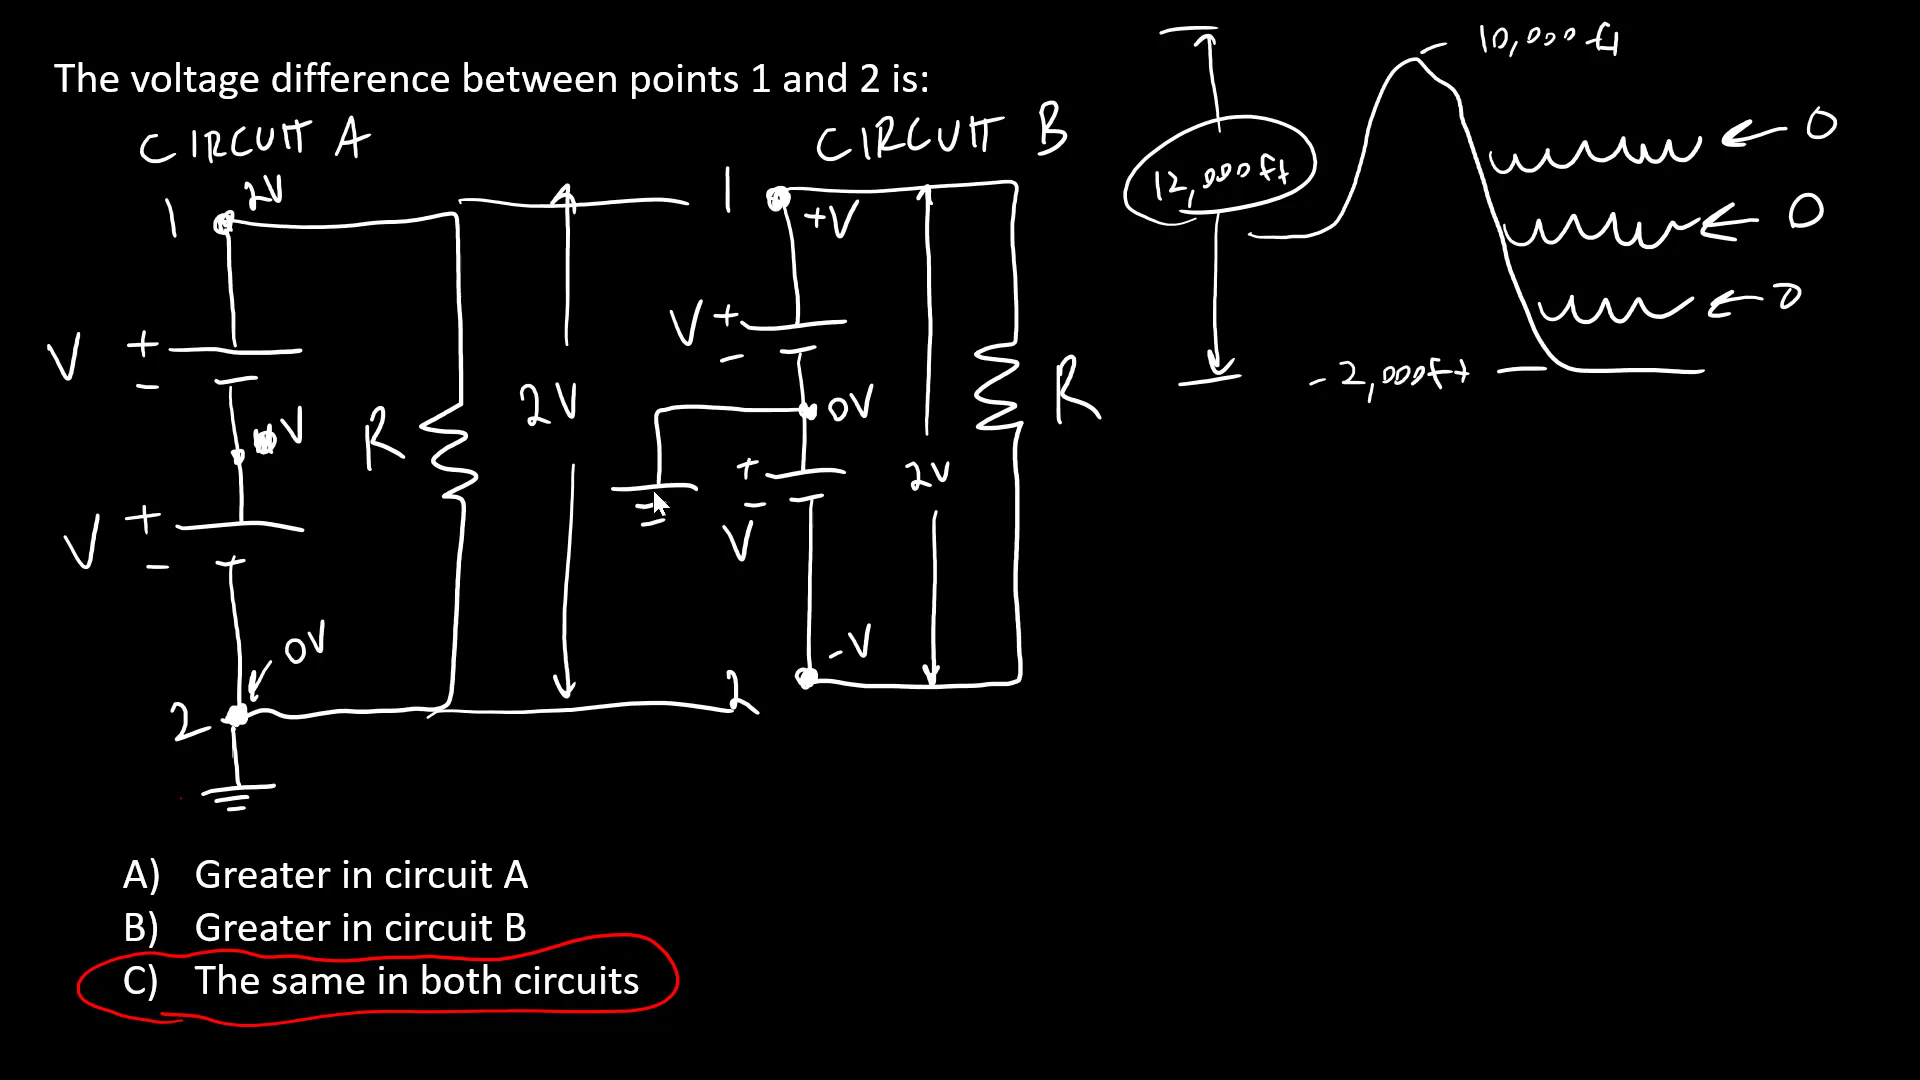 The voltage difference between points 1 and 2 is:
CIRCUIT A
CIRCUIT B
1
2V
V
+
-
V
R
V
+
-
0V
2
2V
1
+V
V
+
-
0V
+
-
V
2V
R
-V
2
10,000 ft
12,000 ft
0
0
0
-2,000 ft
A) Greater in circuit A
B) Greater in circuit B
C) The same in both circuits